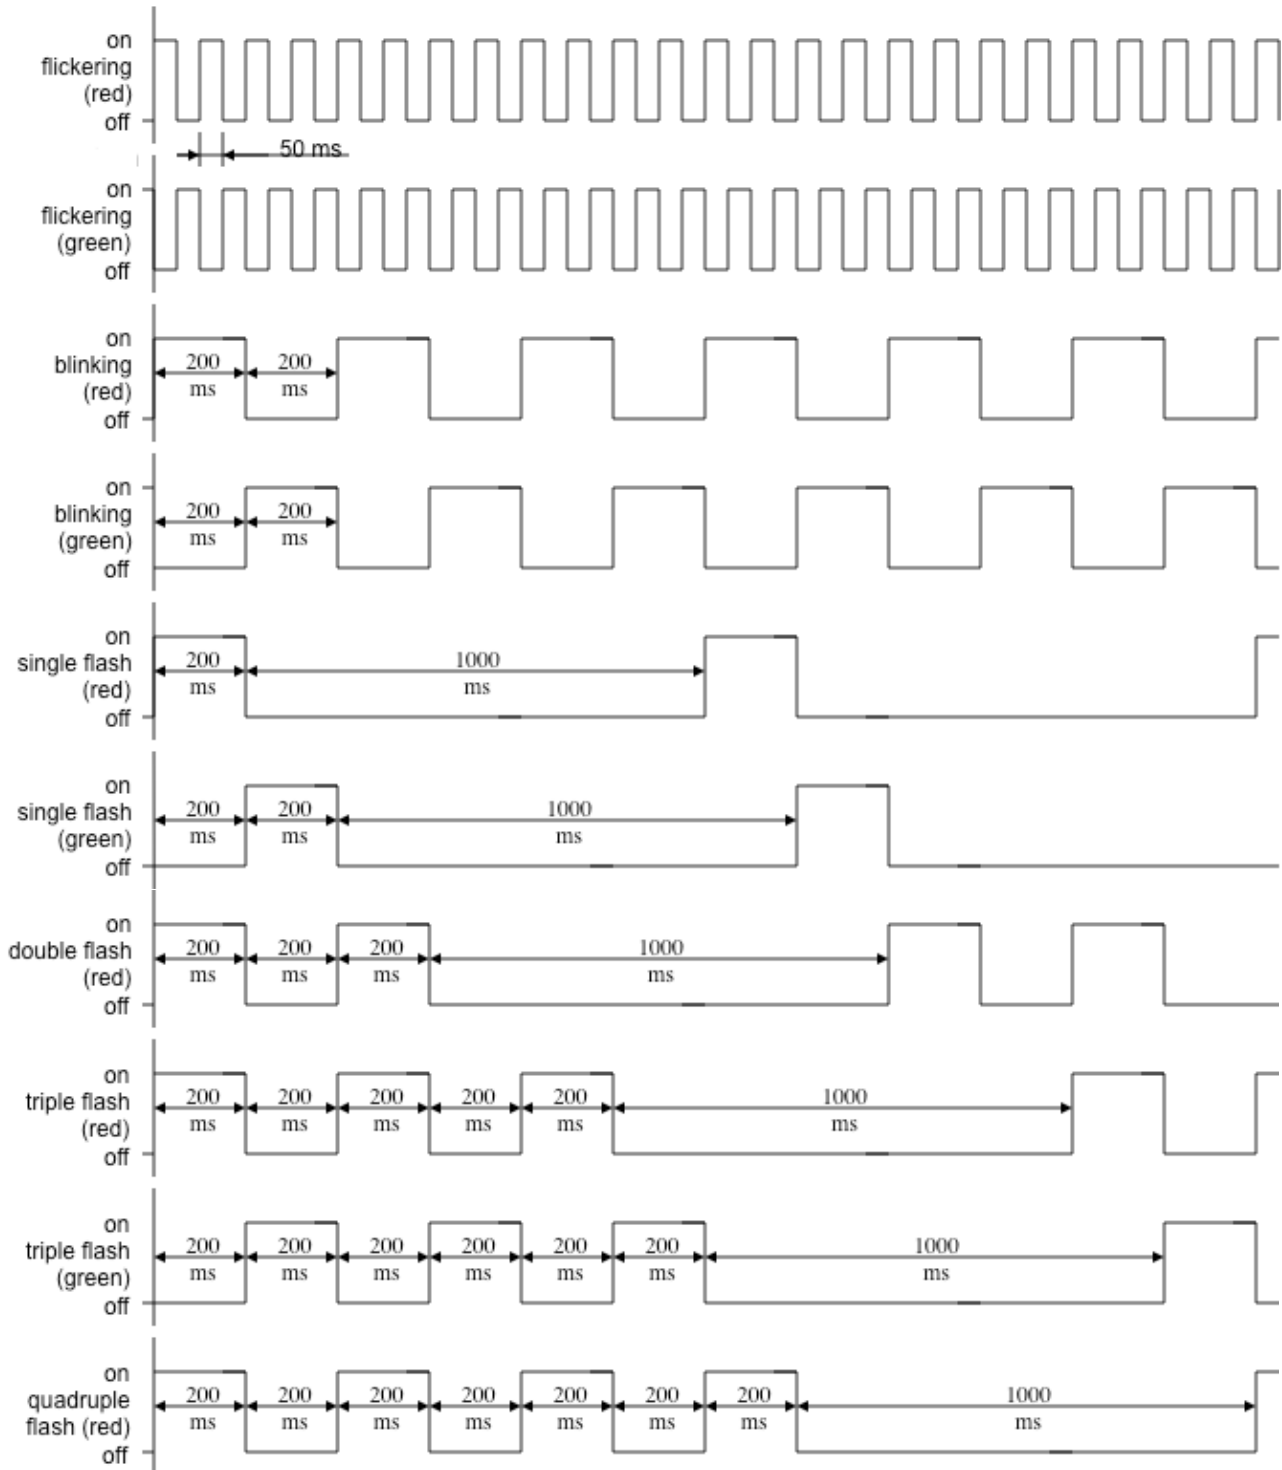 on
flickering
(red)
off
50 ms
on
flickering
(green)
off
on
blinking
(red)
off
200 200
ms ms
on
blinking
(green)
off
200 200
ms ms
on
single flash
(red)
off
200 1000
ms ms
on
single flash
(green)
off
200 200 1000
ms ms ms
on
double flash
(red)
off
200 200 200 1000
ms ms ms ms
on
triple flash
(red)
off
200 200 200 200 200 1000
ms ms ms ms ms ms
on
triple flash
(green)
off
200 200 200 200 200 200 1000
ms ms ms ms ms ms ms
on
quadruple
flash (red)
off
200 200 200 200 200 200 200 1000
ms ms ms ms ms ms ms ms